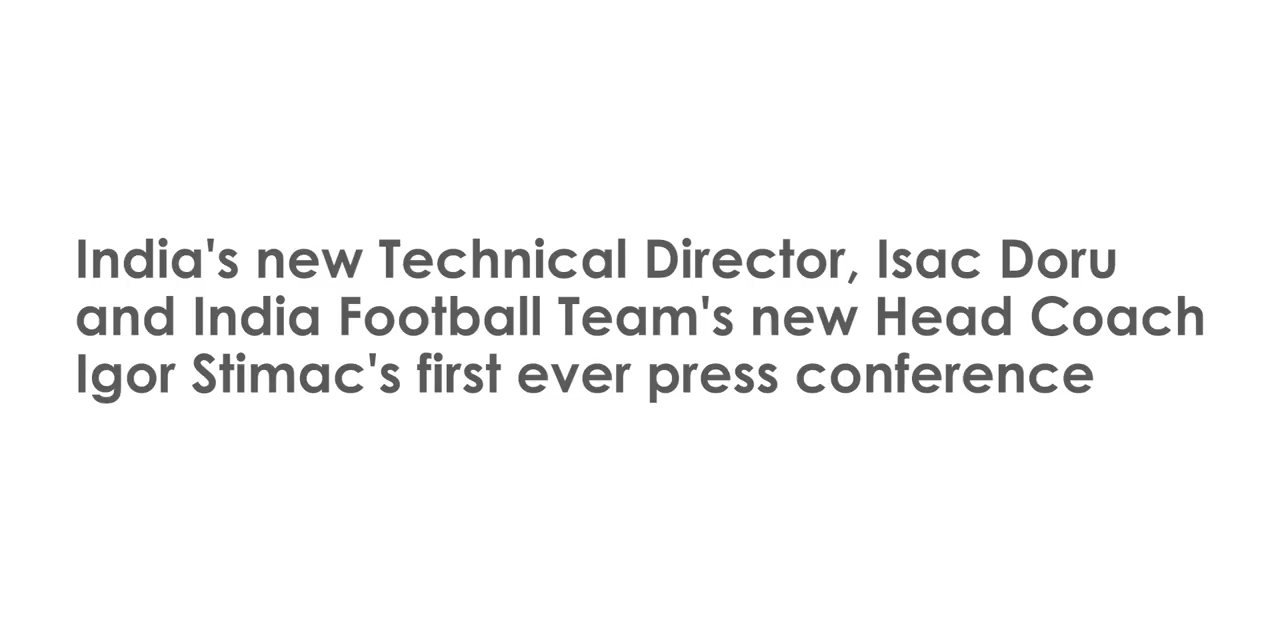 India's new Technical Director, Isac Doru
and India Football Team's new Head Coach
Igor Stimac's first ever press conference